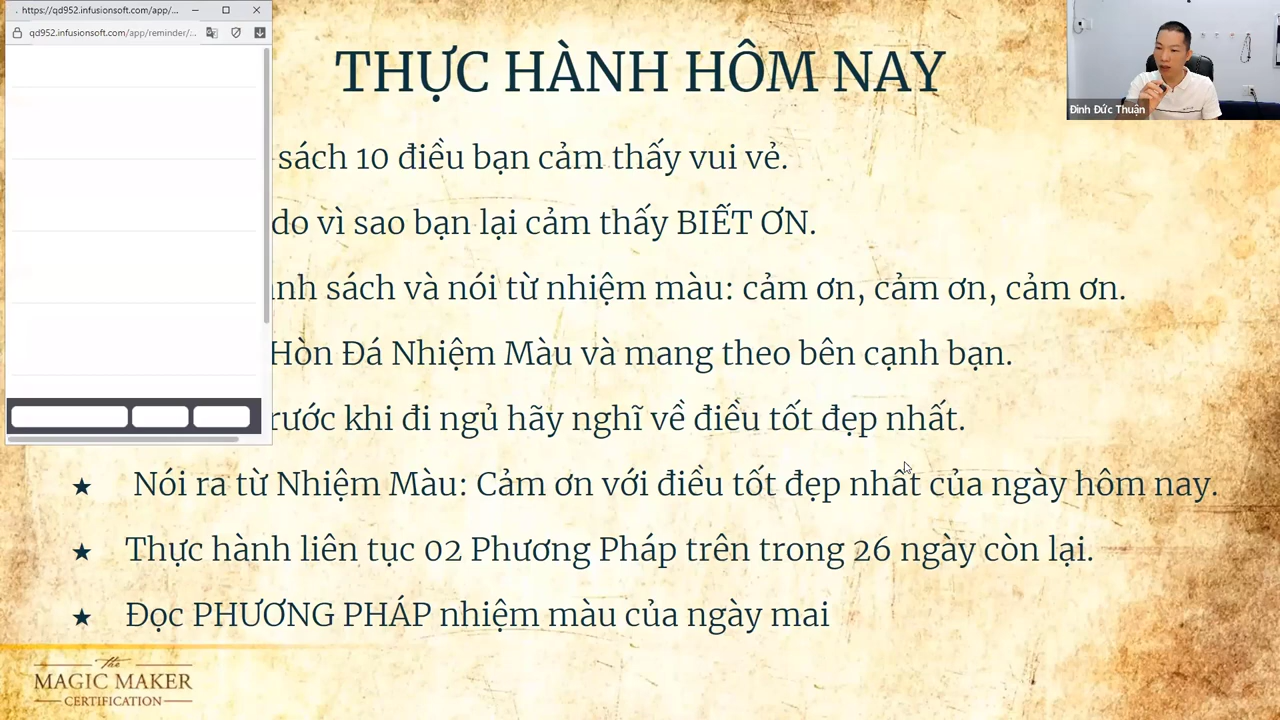 . https://qd952.infusionsoft.com/app/...
qd952.infusionsoft.com/app/reminder/...
THỰC HÀNH HÔM NAY
Đinh Đức Thuận
sách 10 điều bạn cảm thấy vui vẻ.
do vì sao bạn lại cảm thấy BIẾT ƠN.
sách và nói từ nhiệm màu: cảm ơn, cảm ơn, cảm ơn.
Hòn Đá Nhiệm Màu và mang theo bên cạnh bạn.
khi đi ngủ hãy nghĩ về điều tốt đẹp nhất.
★ Nói ra từ Nhiệm Màu: Cảm ơn với điều tốt đẹp nhất của ngày hôm nay.
★ Thực hành liên tục 02 Phương Pháp trên trong 26 ngày còn lại.
★ Đọc PHƯƠNG PHÁP nhiệm màu của ngày mai
The
MAGIC MAKER
CERTIFICATION